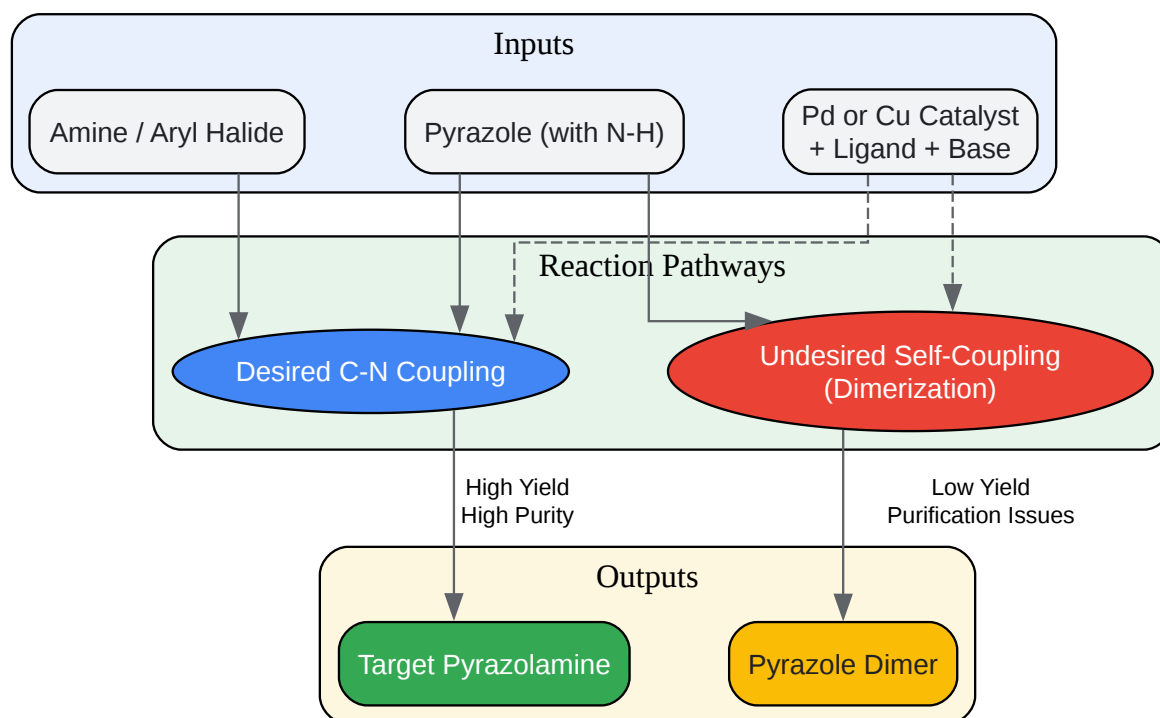 Inputs
Amine / Aryl Halide
Pyrazole (with N-H)
Pd or Cu Catalyst
+ Ligand + Base
Reaction Pathways
Desired C-N Coupling
Undesired Self-Coupling
(Dimerization)
High Yield
High Purity
Low Yield
Purification Issues
Outputs
Target Pyrazolamine
Pyrazole Dimer